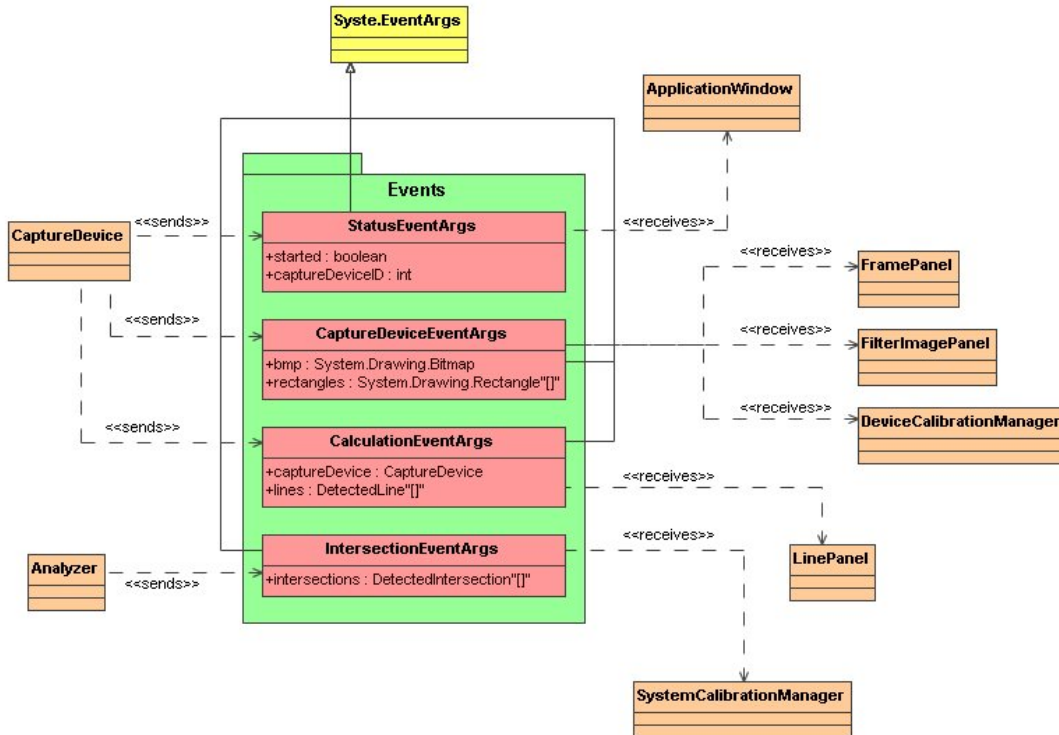 Syste.EventArgs
ApplicationWindow
Events
<<sends>>
StatusEventArgs
<<receives>>
CaptureDevice
+started : boolean
+captureDeviceID : int
<<receives>>
FramePanel
<<sends>>
CaptureDeviceEventArgs
<<receives>>
FilterImagePanel
+bmp : System.Drawing.Bitmap
+rectangles : System.Drawing.Rectangle"[]"
<<receives>>
DeviceCalibrationManager
<<sends>>
CalculationEventArgs
+captureDevice : CaptureDevice
+lines : DetectedLine"[]"
<<receives>>
IntersectionEventArgs
<<receives>>
LinePanel
Analyzer
<<sends>>
+intersections : DetectedIntersection"[]"
SystemCalibrationManager